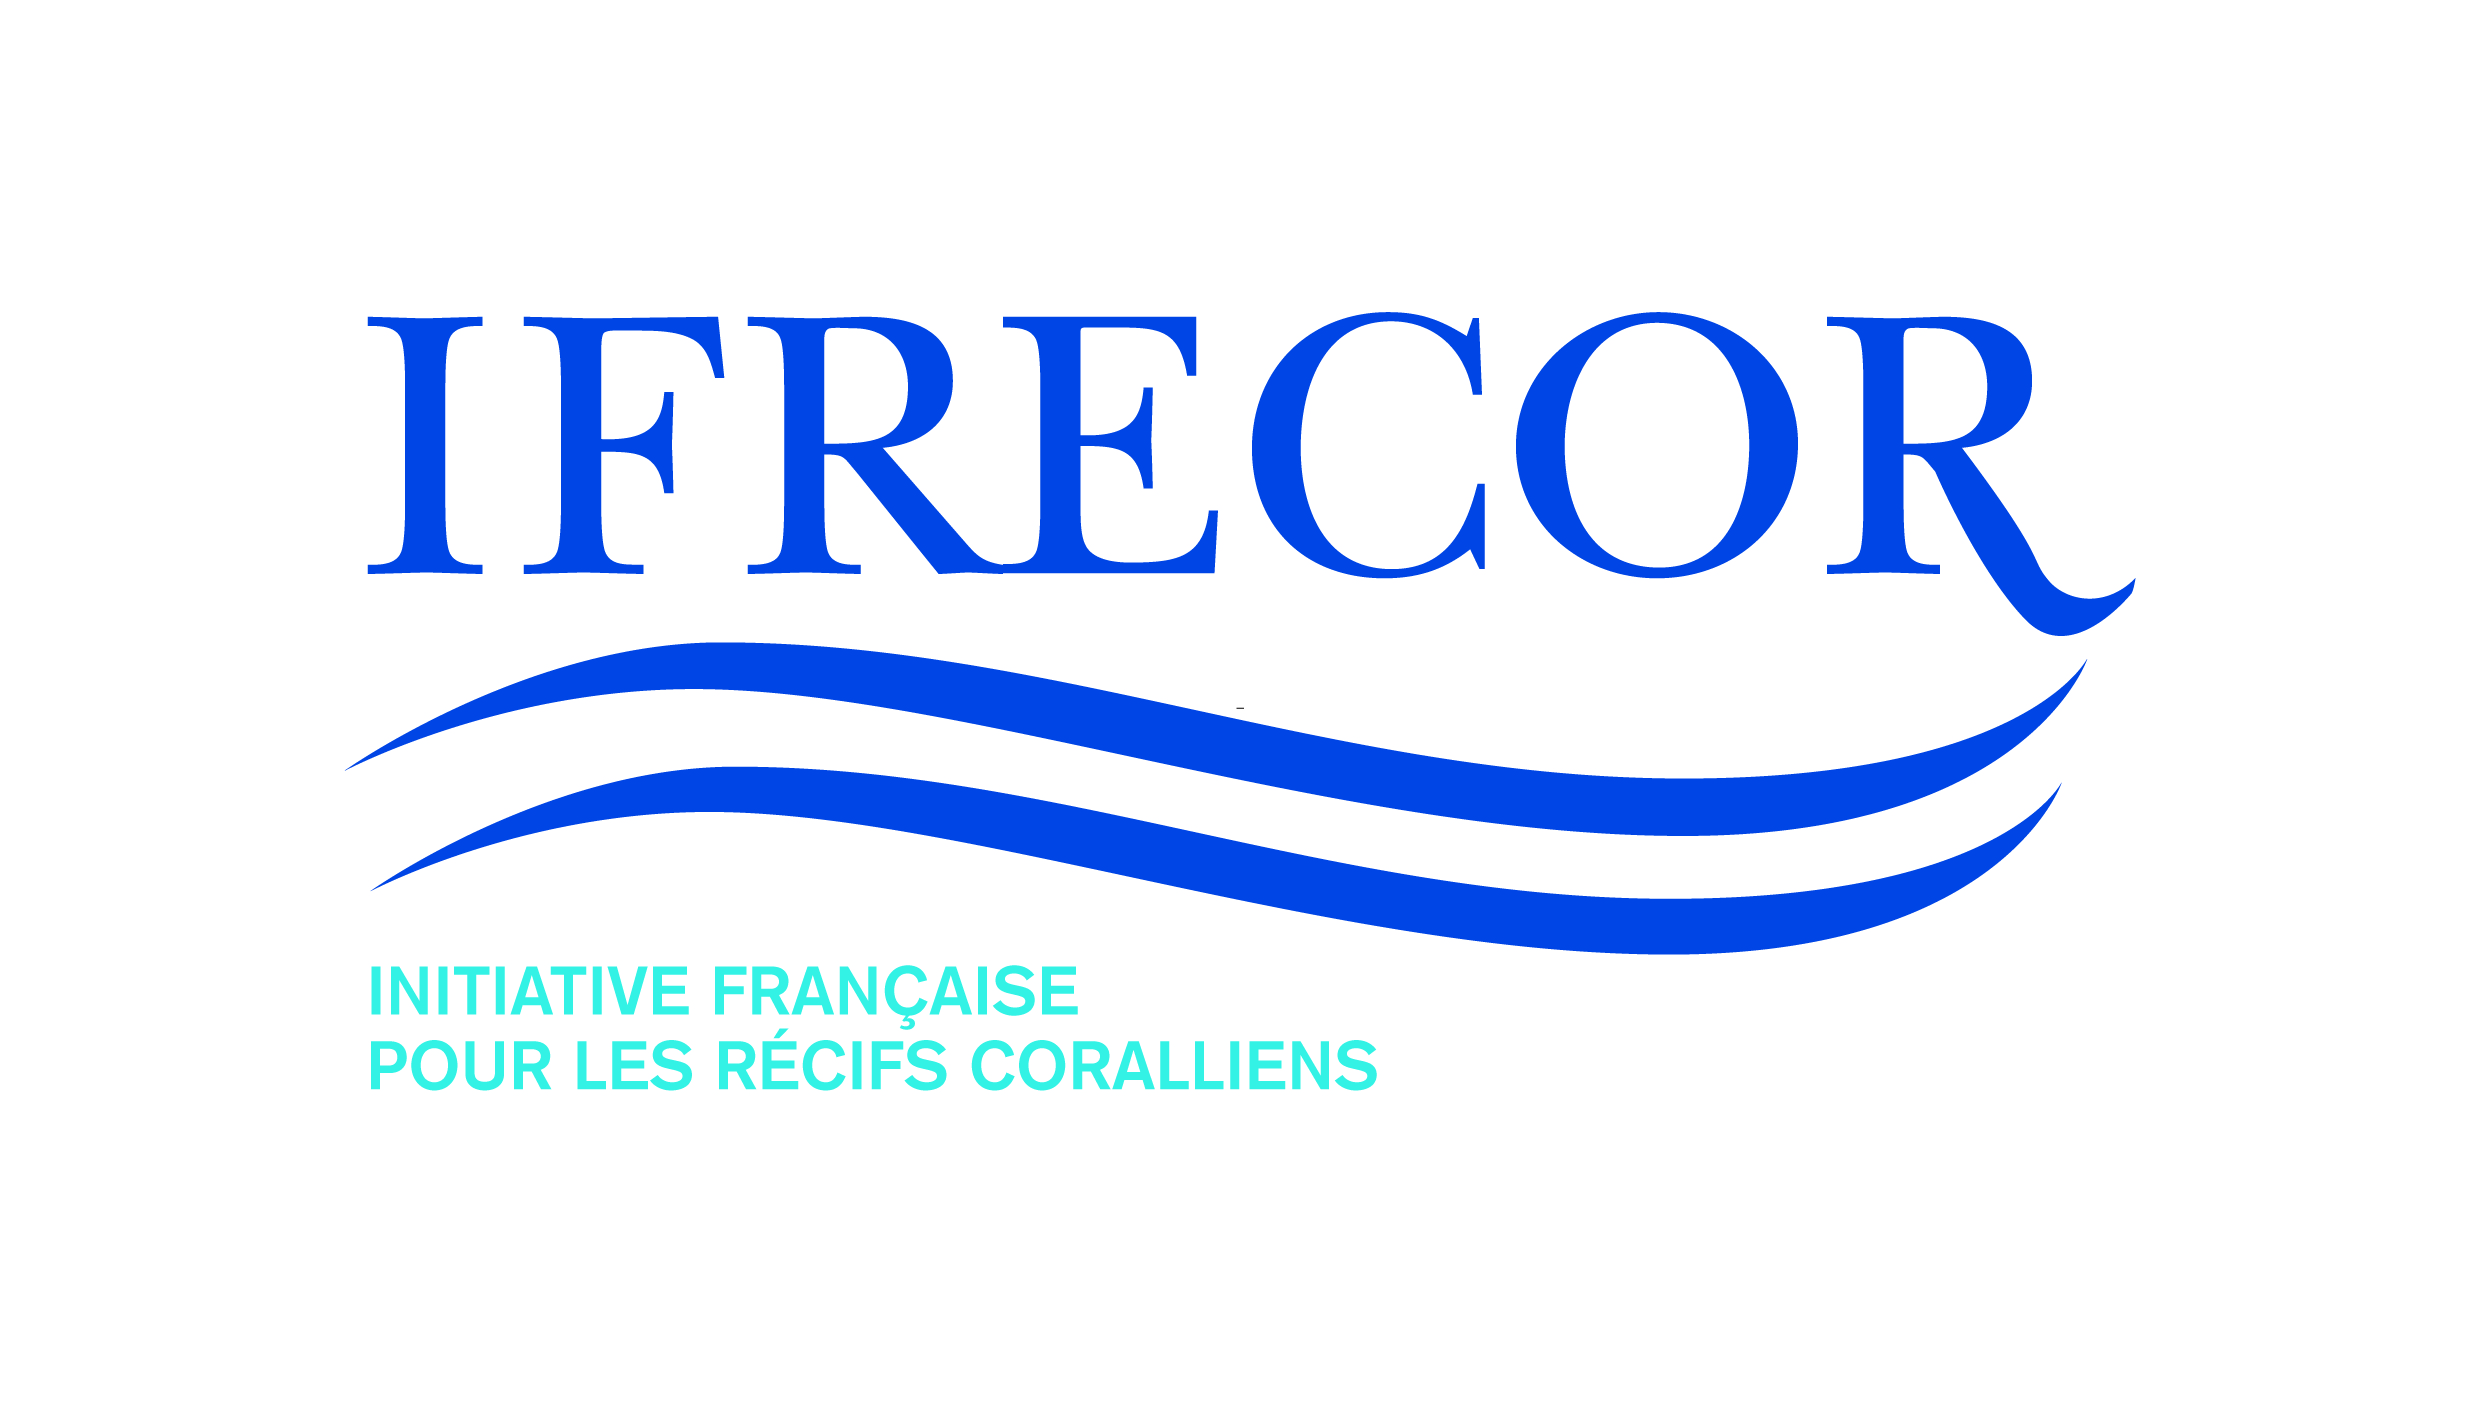 IFRECOR
INITIATIVE FRANÇAISE
POUR LES RÉCIFS CORALLIENS